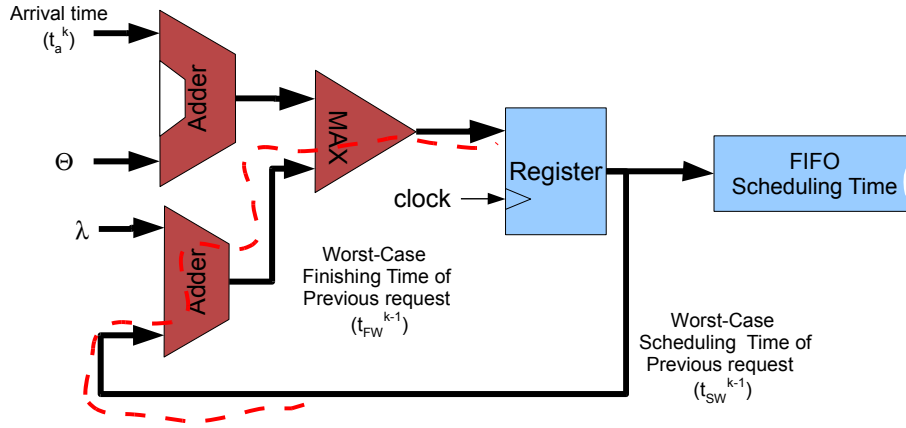 Arrival time
(t_a^k)
Adder
Θ
MAX
Register
clock
FIFO
Scheduling Time
λ
Adder
Worst-Case
Finishing Time of
Previous request
(t_FW^k-1)
Worst-Case
Scheduling Time of
Previous request
(t_SW^k-1)